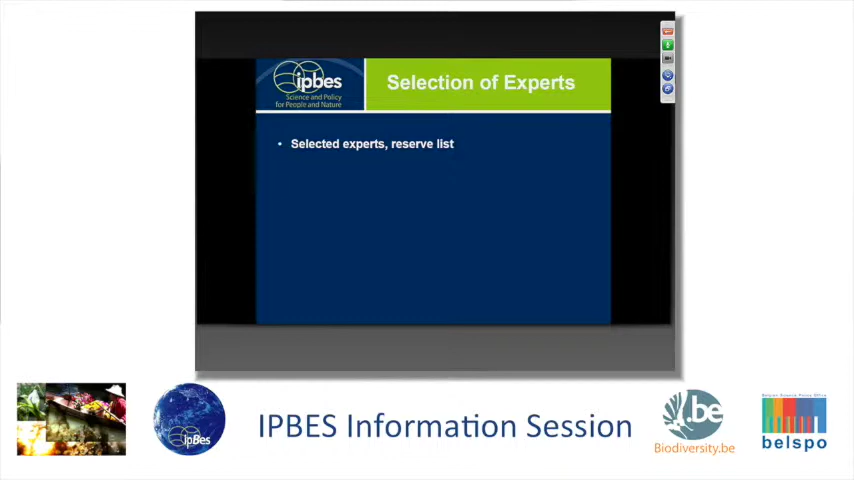 ipbes
Science and Policy
for People and Nature
Selection of Experts
• Selected experts, reserve list
ipbes
IPBES Information Session
.be
Biodiversity.be
belspo